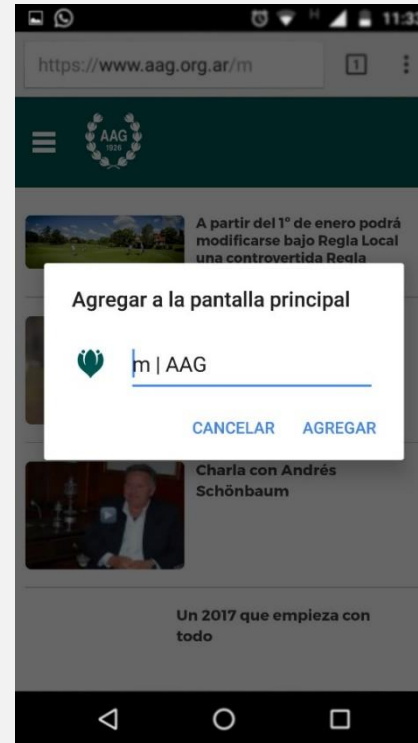 H 11:33
https://www.aag.org.ar/m
1
AAG
1926
A partir del 1° de enero podrá
modificarse bajo Regla Local
una controvertida Regla
Agregar a la pantalla principal
m | AAG
CANCELAR AGREGAR
Charla con Andrés
Schönbaum
Un 2017 que empieza con
todo